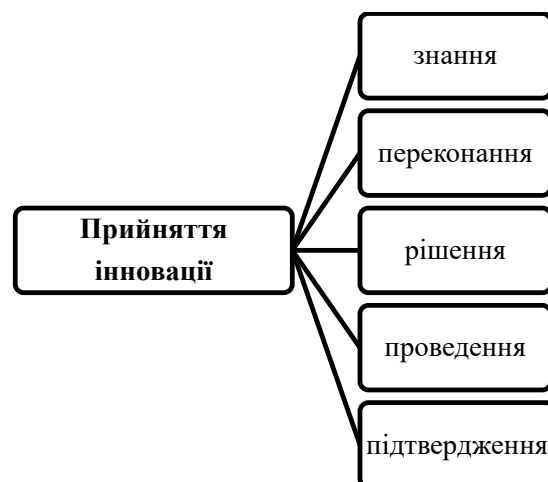 Прийняття
інновації
знання
переконання
рішення
проведення
підтвердження